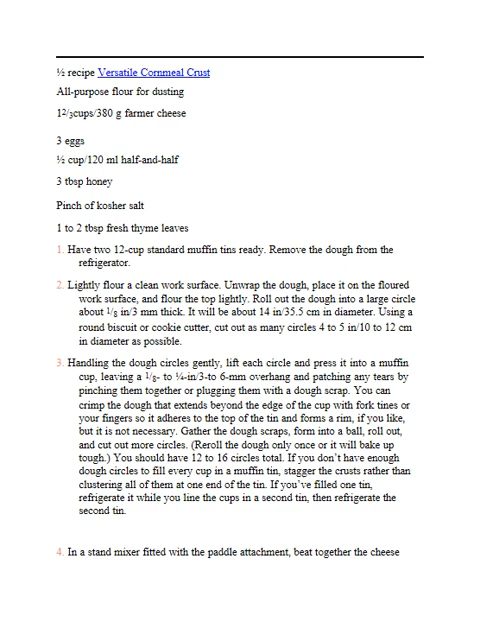 ½ recipe Versatile Cornmeal Crust
All-purpose flour for dusting
1 2/3cups/380 g farmer cheese
3 eggs
½ cup/120 ml half-and-half
3 tbsp honey
Pinch of kosher salt
1 to 2 tbsp fresh thyme leaves
1. Have two 12-cup standard muffin tins ready. Remove the dough from the
refrigerator.
2. Lightly flour a clean work surface. Unwrap the dough, place it on the floured
work surface, and flour the top lightly. Roll out the dough into a large circle
about 1/8 in/3 mm thick. It will be about 14 in/35.5 cm in diameter. Using a
round biscuit or cookie cutter, cut out as many circles 4 to 5 in/10 to 12 cm
in diameter as possible.
3. Handling the dough circles gently, lift each circle and press it into a muffin
cup, leaving a 1/8- to ¼-in/3-to 6-mm overhang and patching any tears by
pinching them together or plugging them with a dough scrap. You can
crimp the dough that extends beyond the edge of the cup with fork tines or
your fingers so it adheres to the top of the tin and forms a rim, if you like,
but it is not necessary. Gather the dough scraps, form into a ball, roll out,
and cut out more circles. (Reroll the dough only once or it will bake up
tough.) You should have 12 to 16 circles total. If you don't have enough
dough circles to fill every cup in a muffin tin, stagger the crusts rather than
clustering all of them at one end of the tin. If you've filled one tin,
refrigerate it while you line the cups in a second tin, then refrigerate the
second tin.
4. In a stand mixer fitted with the paddle attachment, beat together the cheese